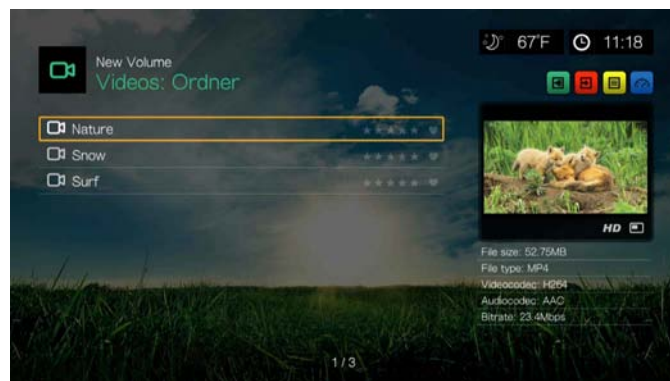 67°F 11:18
New Volume
Videos: Ordner
Nature
Snow
Surf
HD
File size: 52.75MB
File type: MP4
Videocodec: H264
Audiocodec: AAC
Bitrate: 23.4Mbps
1/3